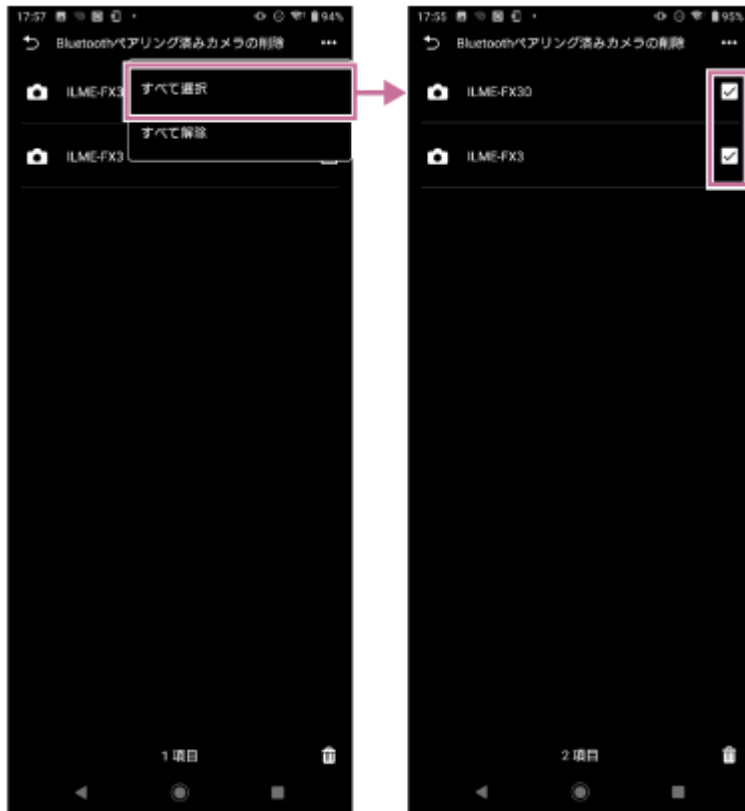 17:57
94%
Bluetoothペアリング済みカメラの削除
ILME-FX3
すべて選択
すべて解除
ILME-FX3
1 項目
17:55
95%
Bluetoothペアリング済みカメラの削除
ILME-FX30
ILME-FX3
2 項目